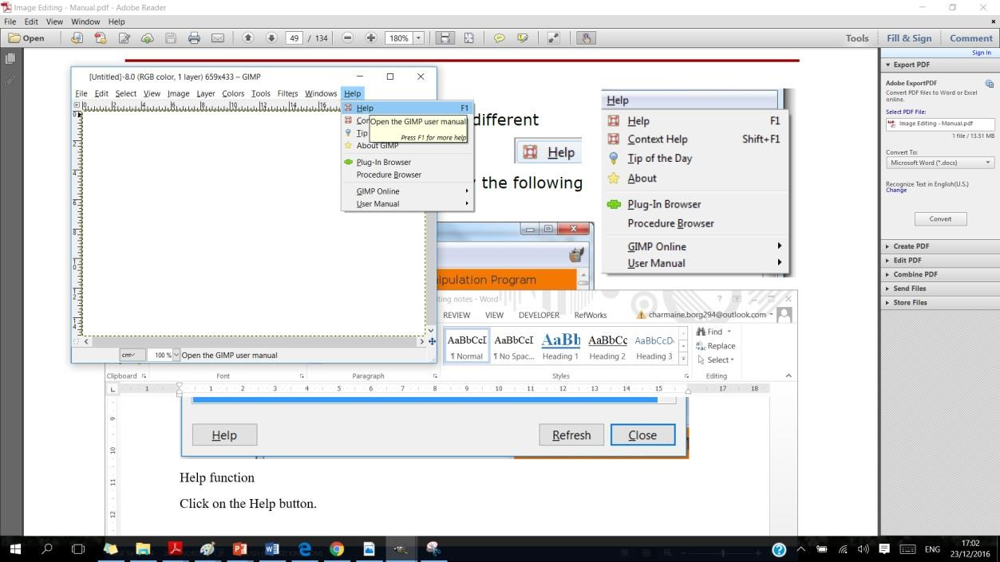 Image Editing - Manual.pdf - Adobe Reader
File Edit View Window Help
Open 49 / 134 180% Tools Fill & Sign Comment
Sign In
Export PDF
Adobe ExportPDF
Convert PDF files to Word or Excel online.
Select PDF File:
Image Editing - Manual.pdf
1 file / 13.51 MB
Convert To:
Microsoft Word (*.docx)
Recognize Text in English(U.S.)
Change
Convert
Create PDF
Edit PDF
Combine PDF
Send Files
Store Files
[Untitled]-8.0 (RGB color, 1 layer) 659x433 – GIMP
File Edit Select View Image Layer Colors Tools Filters Windows Help
Help F1
Con
Open the GIMP user manual
Press F1 for more help
Tip
About GIMP
Plug-In Browser
Procedure Browser
GIMP Online
User Manual
cm 100 % Open the GIMP user manual
different
Help
the following
Help
Help F1
Context Help Shift+F1
Tip of the Day
About
Plug-In Browser
Procedure Browser
GIMP Online
User Manual
ipulation Program
ting notes - Word
REVIEW VIEW DEVELOPER RefWorks charmaine.borg294@outlook.com
AaBbCcI AaBbCcI AaBb AaBbCc AaBbCcD
¶ Normal ¶ No Spac... Heading 1 Heading 2 Heading 3
Find
Replace
Select
Clipboard Font Paragraph Styles Editing
Help Refresh Close
Help function
Click on the Help button.
ENG
17:02
23/12/2016